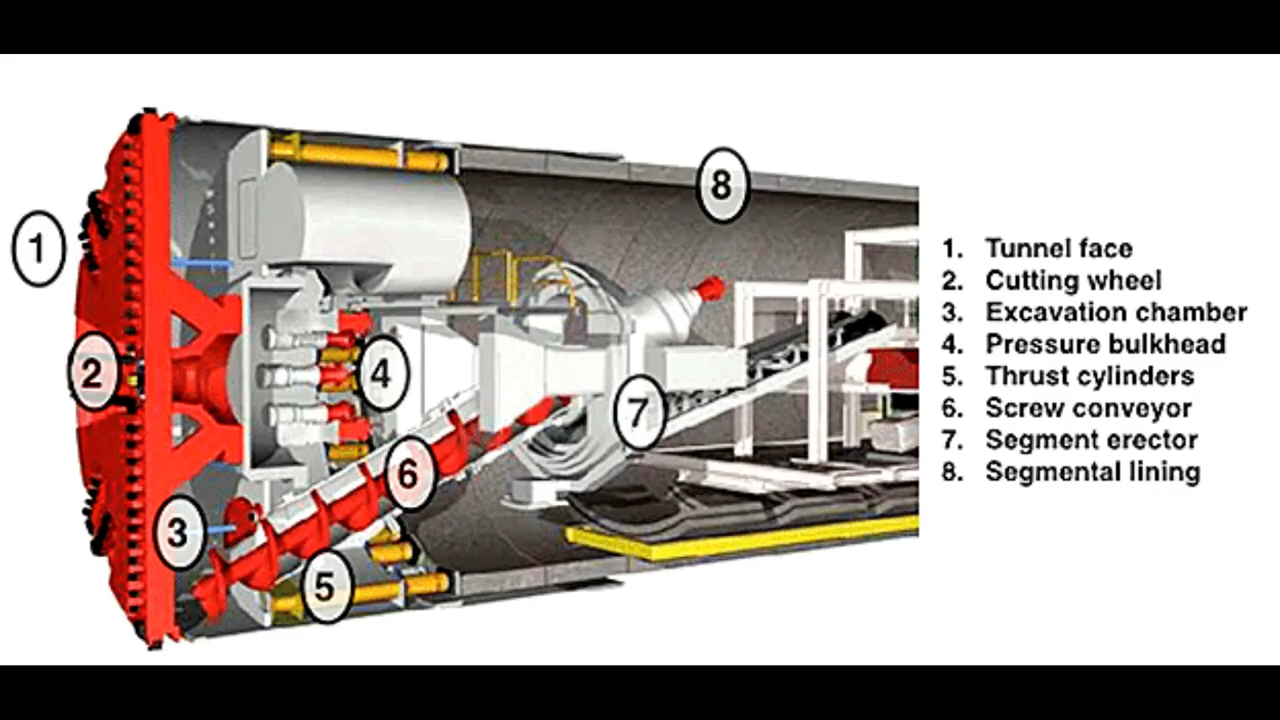 1
2
3
4
5
6
7
8
1. Tunnel face
2. Cutting wheel
3. Excavation chamber
4. Pressure bulkhead
5. Thrust cylinders
6. Screw conveyor
7. Segment erector
8. Segmental lining